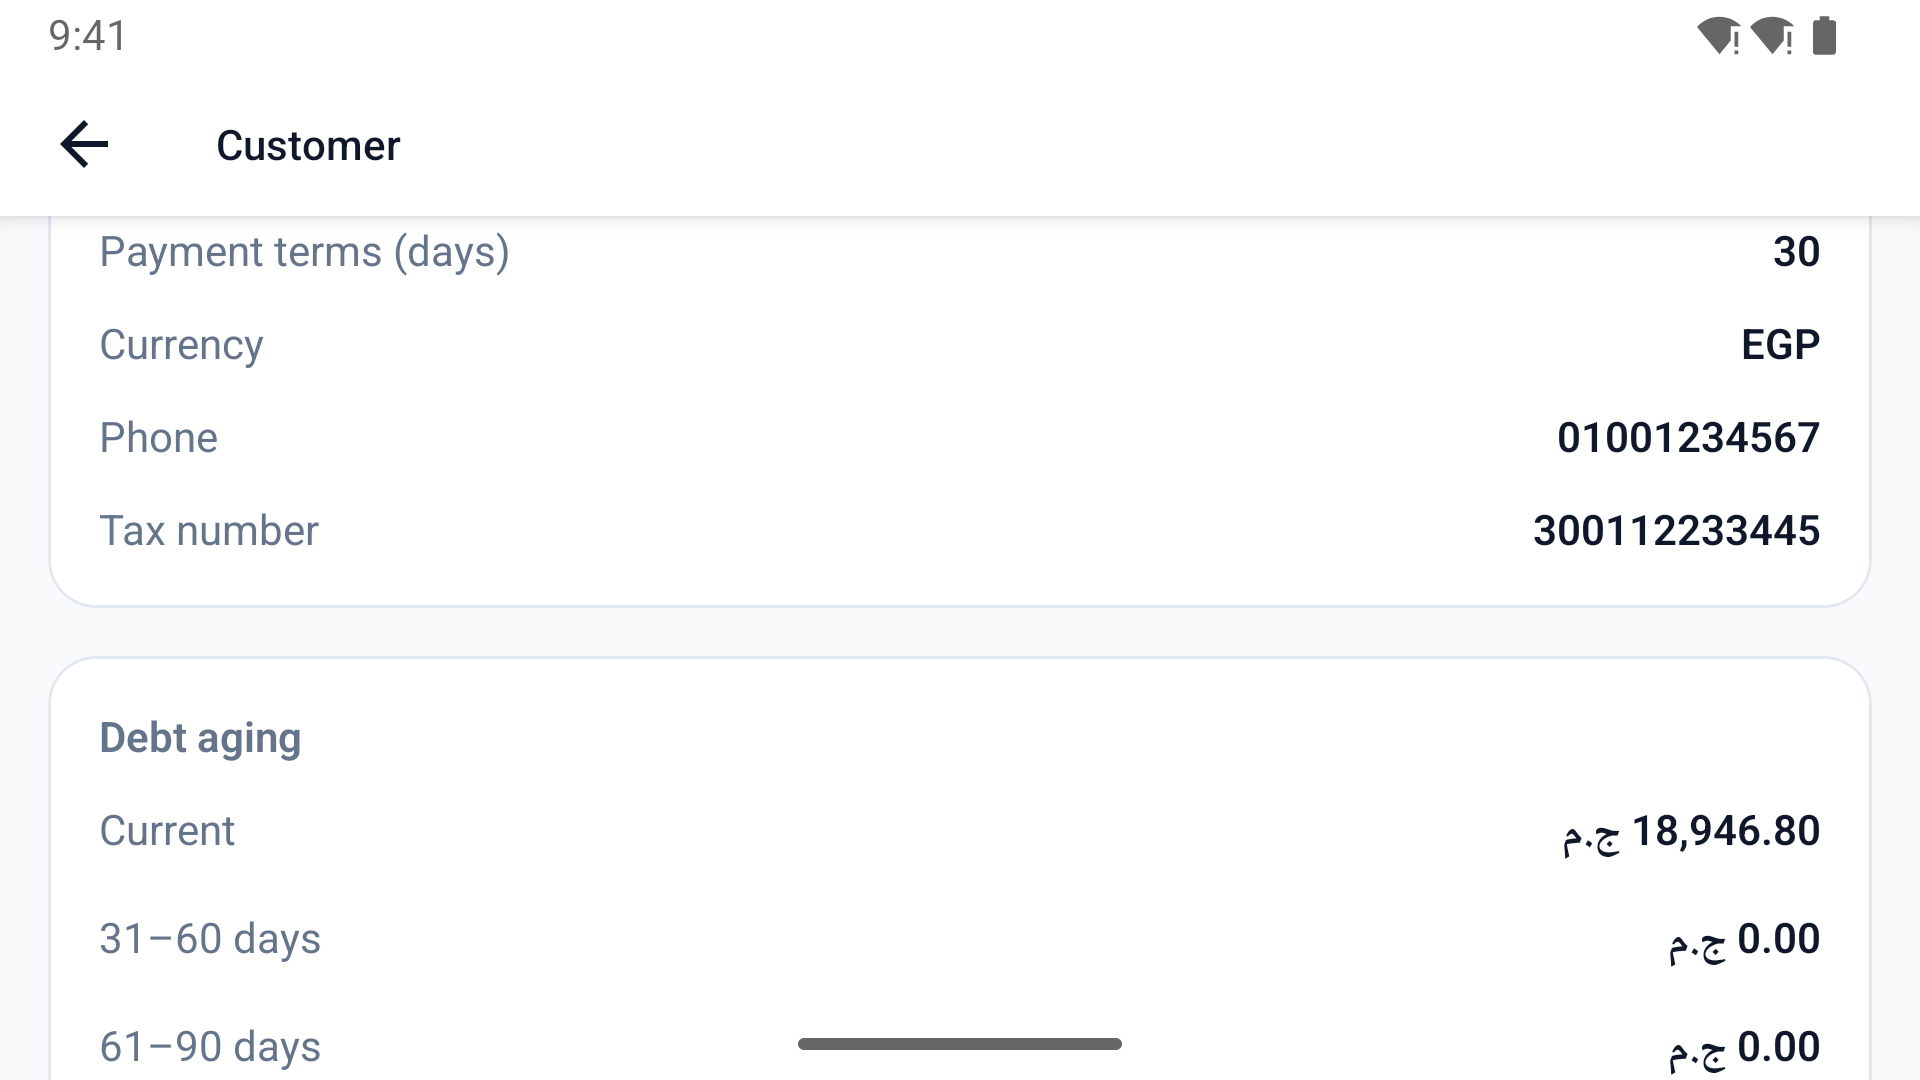 9:41
Customer
Payment terms (days) 30
Currency EGP
Phone 01001234567
Tax number 300112233445
Debt aging
Current 18,946.80 ج.م
31–60 days 0.00 ج.م
61–90 days 0.00 ج.م